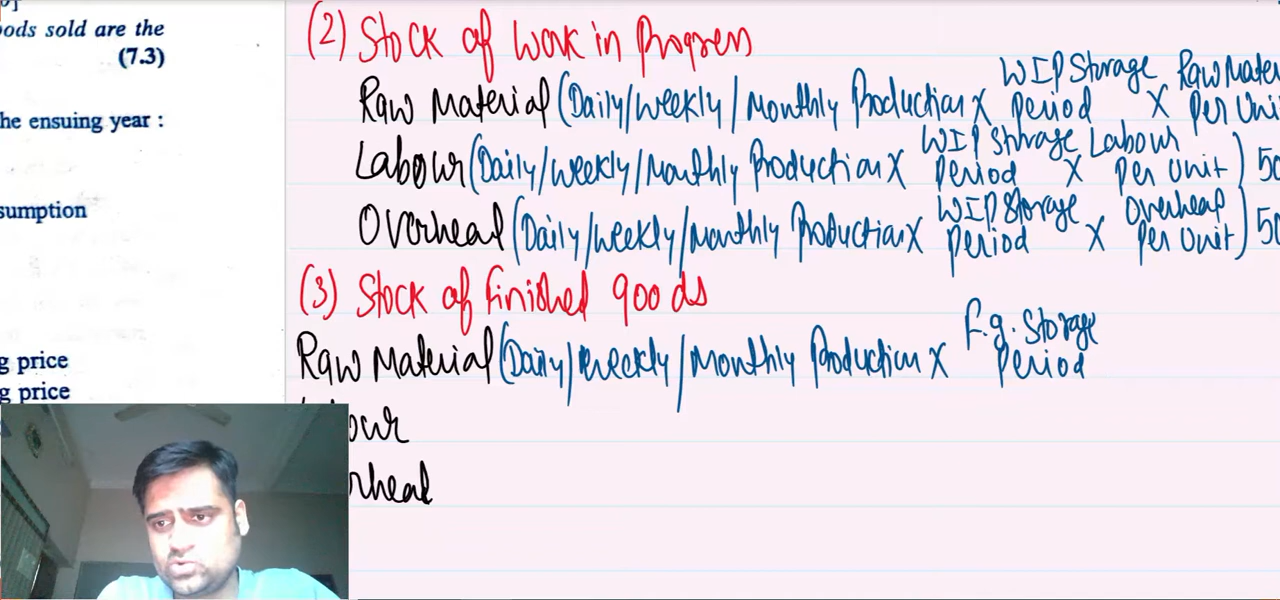 ods sold are the
(7.3)
he ensuing year :
sumption
g price
g price
(2) Stock of Work in Progress
Raw Material (Daily/Weekly/Monthly Production X WIP Storage Period X Raw Mater Per Uni
Labour (Daily/Weekly/Monthly Production X WIP Storage Period X Labour Per Unit) 50
Overhead (Daily/Weekly/Monthly Production X WIP Storage Period X Overhead Per Unit) 50
(3) Stock of Finished goods
Raw Material (Daily/Weekly/Monthly Production X F.g. Storage Period
our
rhead